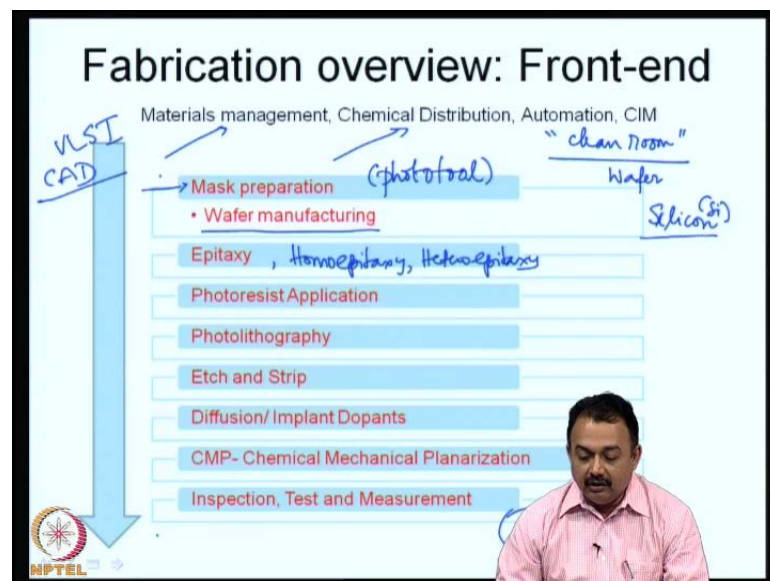 Fabrication overview: Front-end
Materials management, Chemical Distribution, Automation, CIM
VLSI
CAD
"clean room"
Wafer
Silicon (Si)
Mask preparation (phototool)
• Wafer manufacturing
Epitaxy , Homoepitaxy, Heteroepitaxy
Photoresist Application
Photolithography
Etch and Strip
Diffusion/ Implant Dopants
CMP- Chemical Mechanical Planarization
Inspection, Test and Measurement
NPTEL